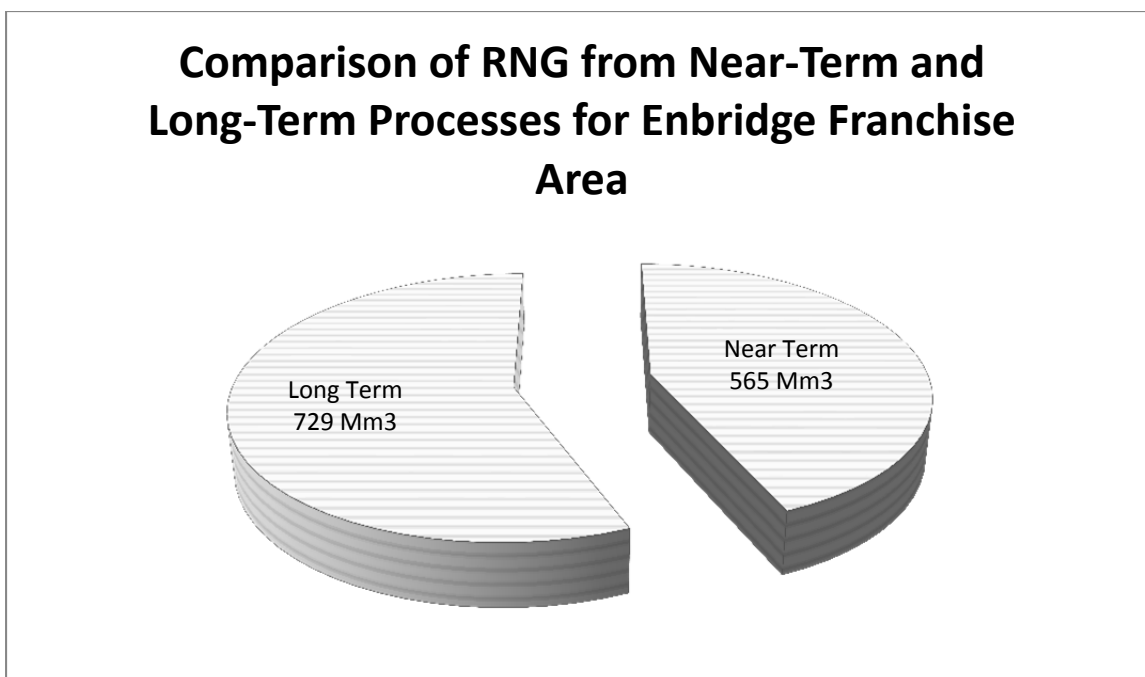 Comparison of RNG from Near-Term and
Long-Term Processes for Enbridge Franchise
Area
Near Term
565 Mm3
Long Term
729 Mm3